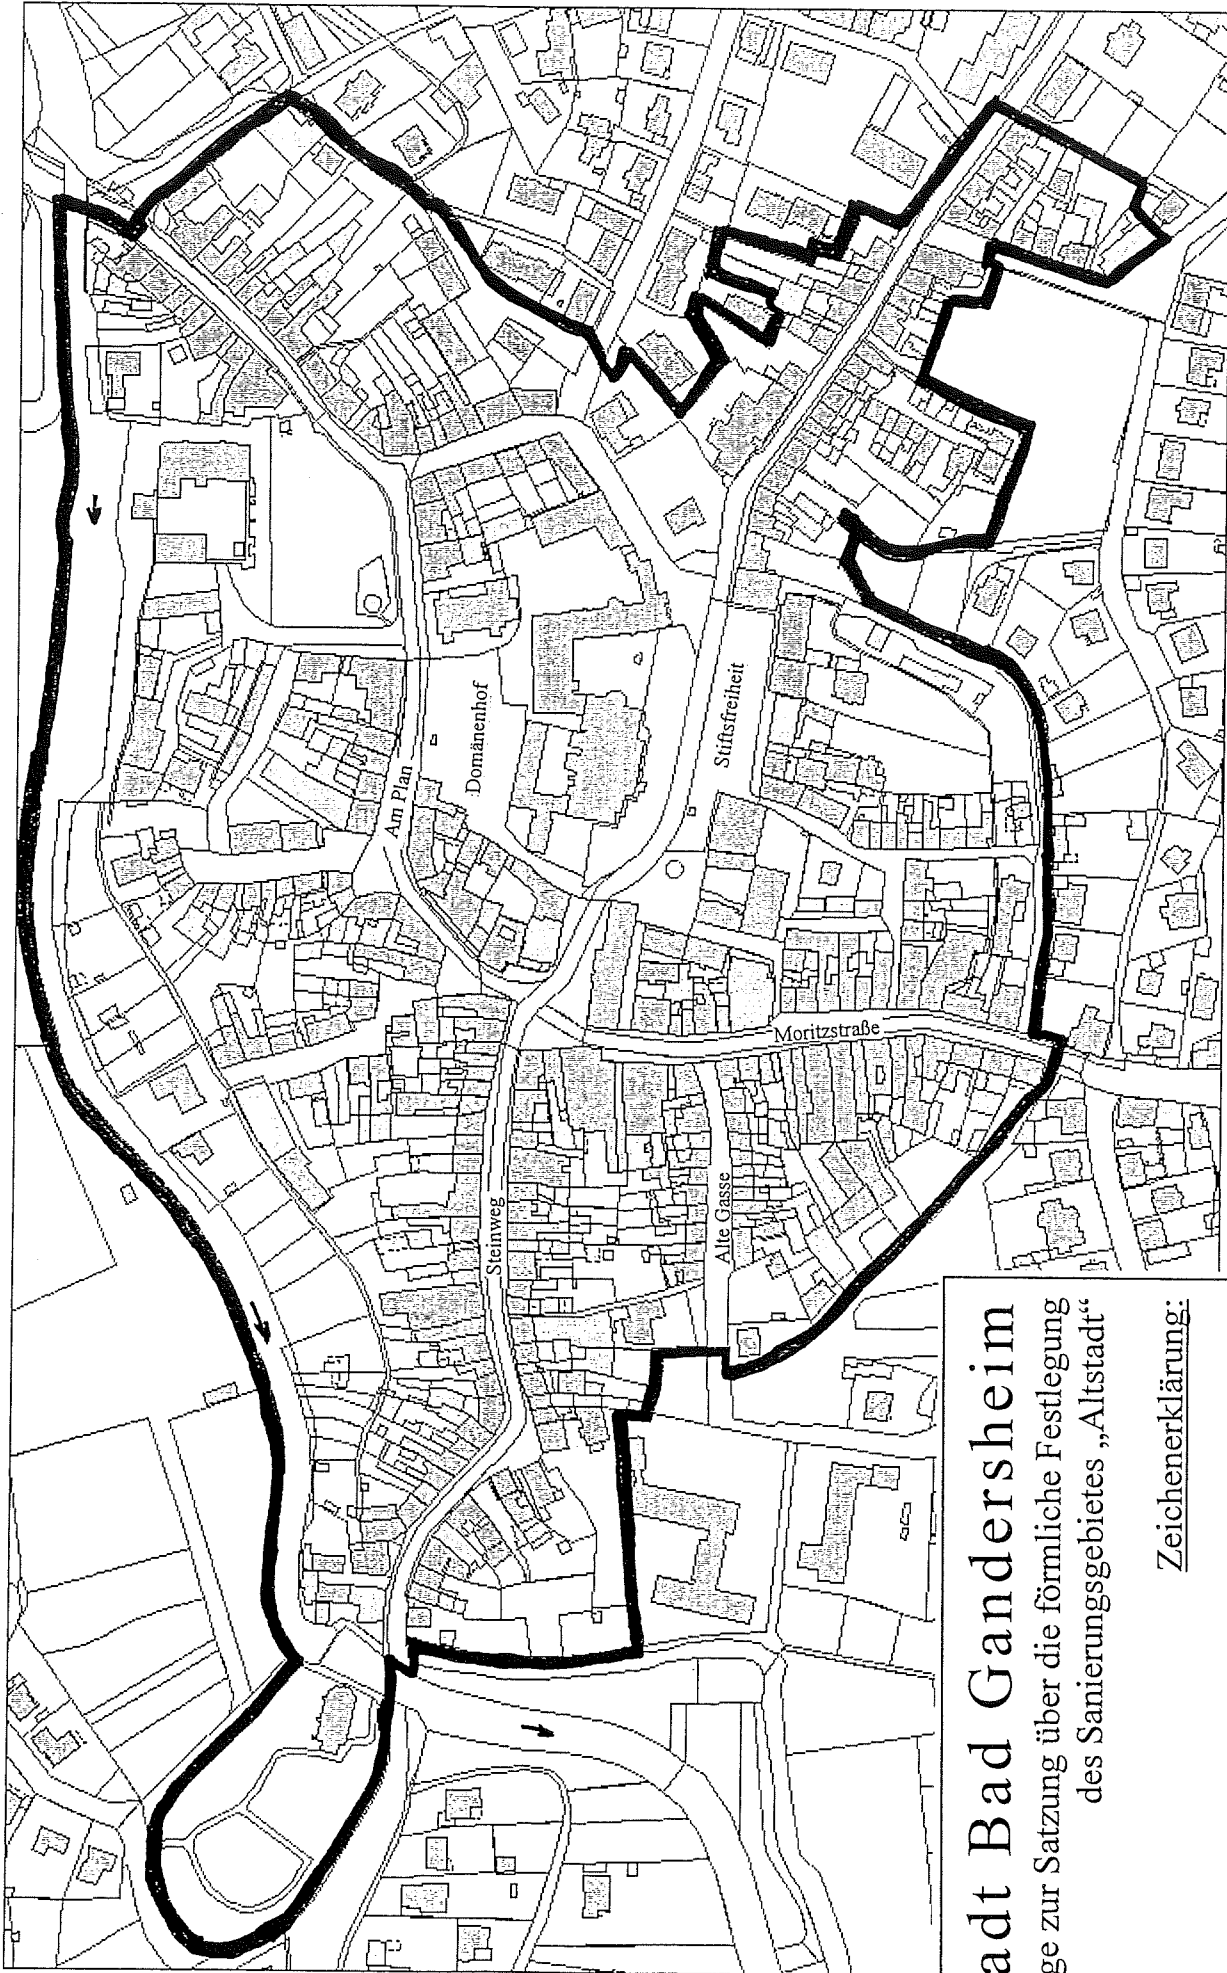 Am Plan
Domänenhof
Stiftsfreiheit
Moritzstraße
Steinweg
Alte Gasse
adt Bad Gandersheim
ge zur Satzung über die förmliche Festlegung
des Sanierungsgebietes „Altstadt“
Zeichenerklärung: